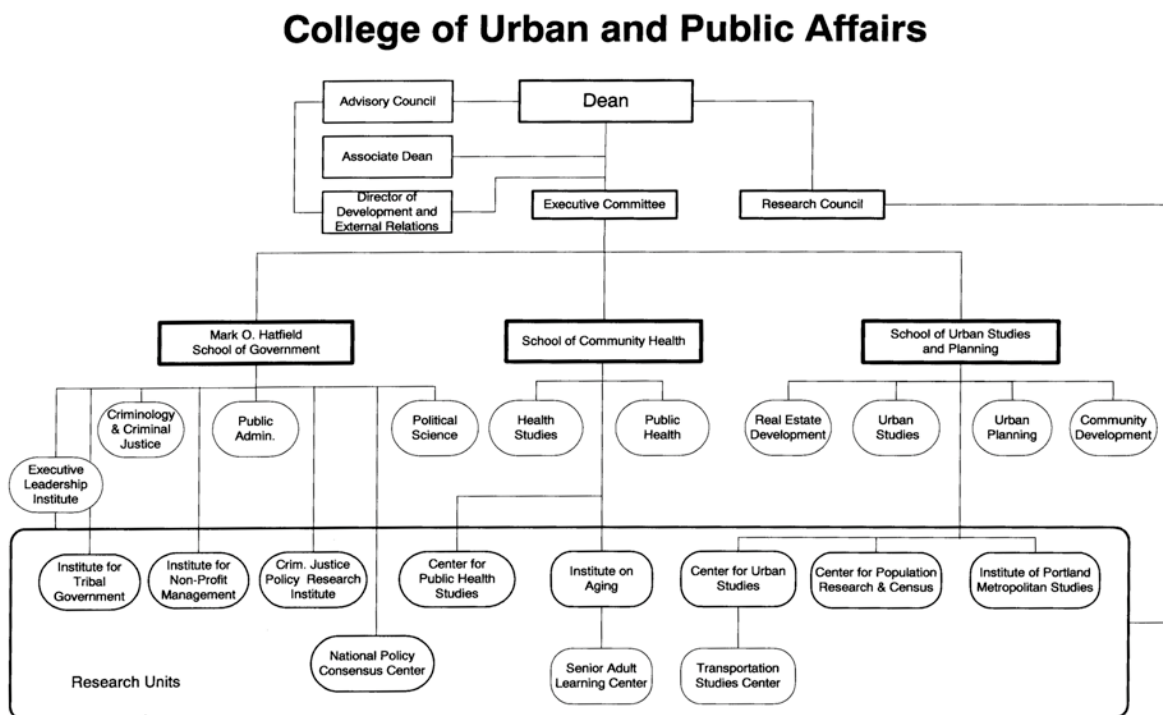 College of Urban and Public Affairs
Advisory Council
Dean
Associate Dean
Director of
Development and
External Relations
Executive Committee
Research Council
Mark O. Hatfield
School of Government
School of Community Health
School of Urban Studies
and Planning
Criminology
& Criminal
Justice
Public
Admin.
Political
Science
Health
Studies
Public
Health
Real Estate
Development
Urban
Studies
Urban
Planning
Community
Development
Executive
Leadership
Institute
Institute for
Tribal
Government
Institute for
Non-Profit
Management
Crim. Justice
Policy Research
Institute
Center for
Public Health
Studies
Institute on
Aging
Center for Urban
Studies
Center for Population
Research & Census
Institute of Portland
Metropolitan Studies
National Policy
Consensus Center
Senior Adult
Learning Center
Transportation
Studies Center
Research Units